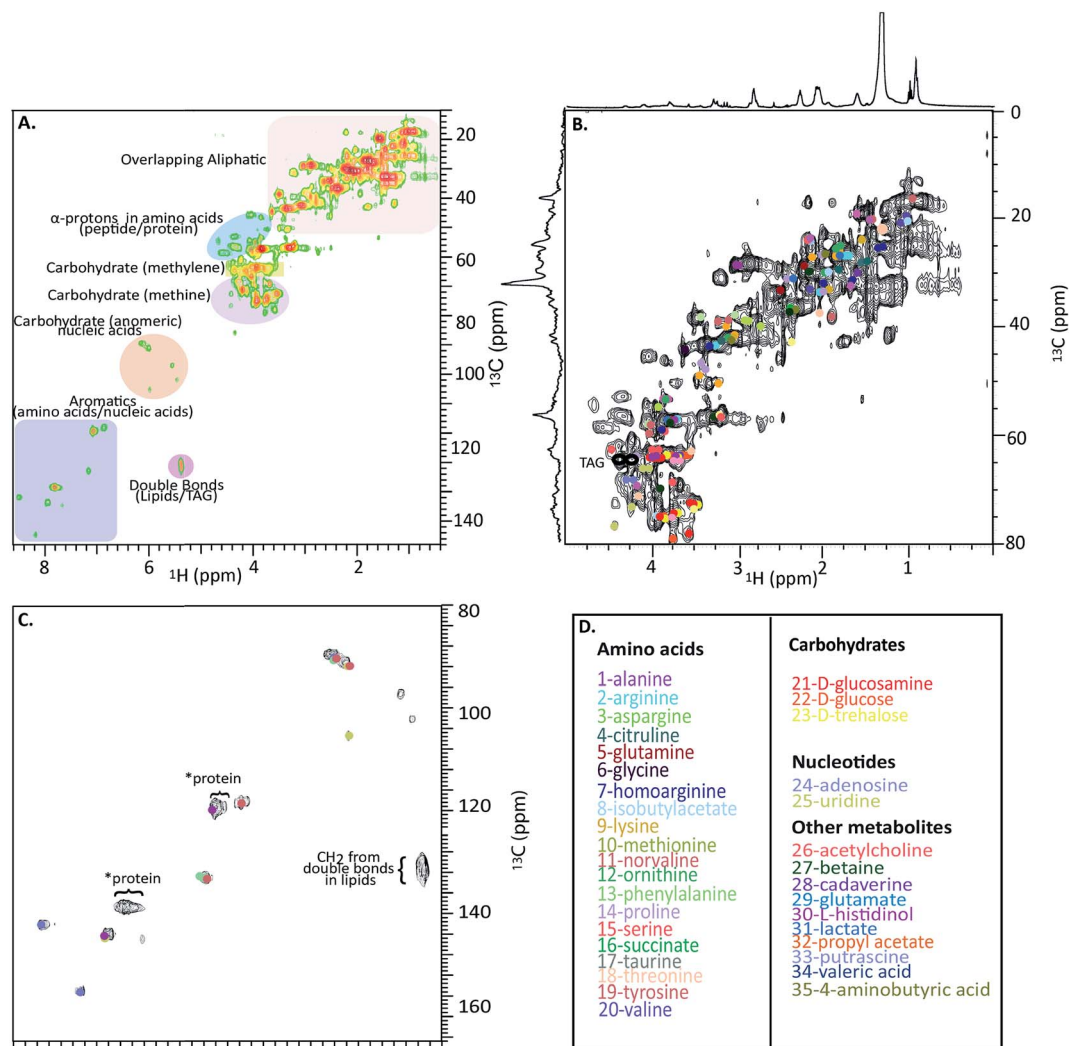 A.
Overlapping Aliphatic
α-protons in amino acids
(peptide/protein)
Carbohydrate (methylene)
Carbohydrate (methine)
Carbohydrate (anomeric)
nucleic acids
Aromatics
(amino acids/nucleic acids)
Double Bonds
(Lipids/TAG)
20
40
60
80
100
120
140
13C (ppm)
8
6
4
2
1H (ppm)
B.
TAG
0
20
40
60
80
13C (ppm)
4
3
2
1
1H (ppm)
C.
*protein
*protein
CH2 from
double bonds
in lipids
80
100
120
140
160
13C (ppm)
D.
Amino acids
1-alanine
2-arginine
3-aspargine
4-citruline
5-glutamine
6-glycine
7-homoarginine
8-isobutylacetate
9-lysine
10-methionine
11-norvaline
12-ornithine
13-phenylalanine
14-proline
15-serine
16-succinate
17-taurine
18-threonine
19-tyrosine
20-valine
Carbohydrates
21-D-glucosamine
22-D-glucose
23-D-trehalose
Nucleotides
24-adenosine
25-uridine
Other metabolites
26-acetylcholine
27-betaine
28-cadaverine
29-glutamate
30-L-histidinol
31-lactate
32-propyl acetate
33-putrascine
34-valeric acid
35-4-aminobutyric acid